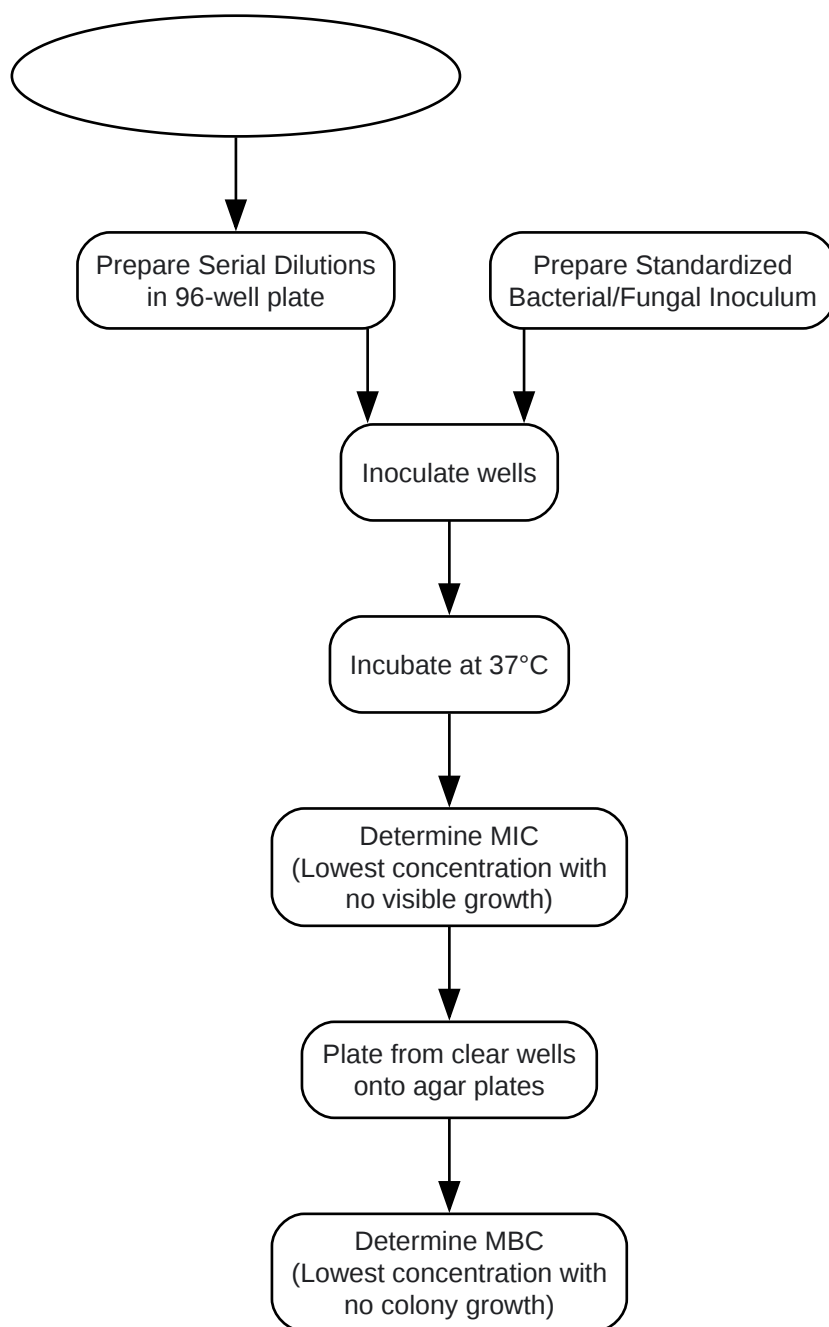 Prepare Serial Dilutions
in 96-well plate
Prepare Standardized
Bacterial/Fungal Inoculum
Inoculate wells
Incubate at 37°C
Determine MIC
(Lowest concentration with
no visible growth)
Plate from clear wells
onto agar plates
Determine MBC
(Lowest concentration with
no colony growth)